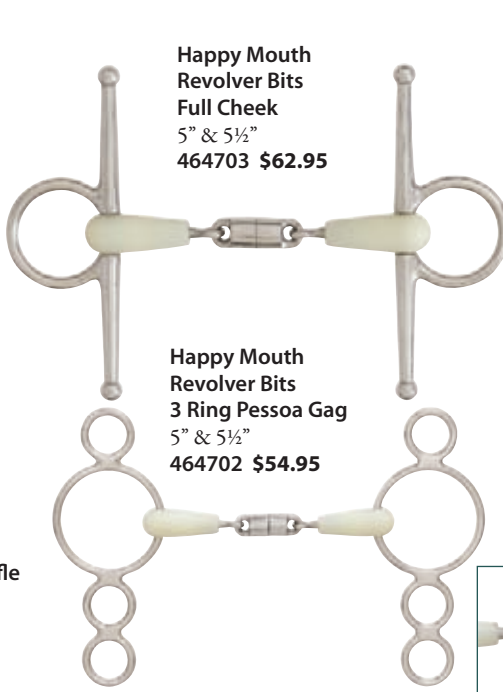 Happy Mouth
Revolver Bits
Full Cheek
5” & 5½”
464703 $62.95
Happy Mouth
Revolver Bits
3 Ring Pessoa Gag
5” & 5½”
464702 $54.95
fle